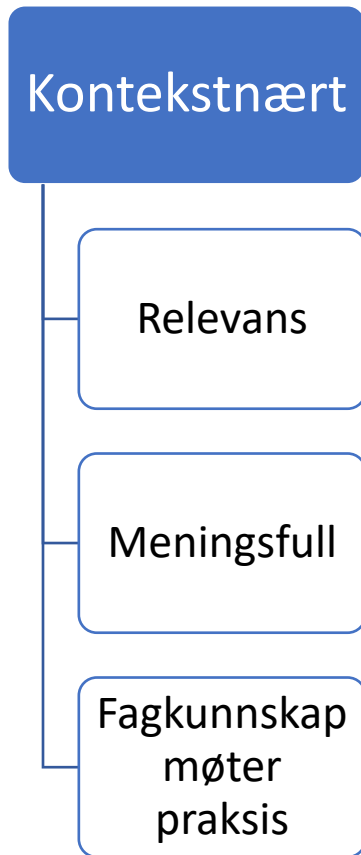 Kontekstnært
Relevans
Meningsfull
Fagkunnskap
møter
praksis